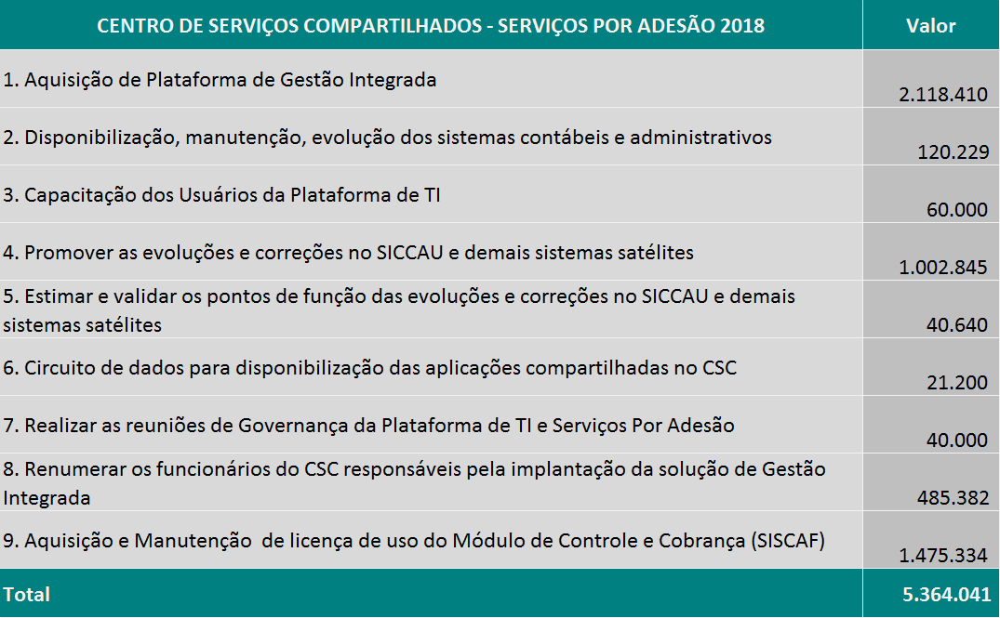 CENTRO DE SERVIÇOS COMPARTILHADOS - SERVIÇOS POR ADESÃO 2018 Valor
1. Aquisição de Plataforma de Gestão Integrada 2.118.410
2. Disponibilização, manutenção, evolução dos sistemas contábeis e administrativos 120.229
3. Capacitação dos Usuários da Plataforma de TI 60.000
4. Promover as evoluções e correções no SICCAU e demais sistemas satélites 1.002.845
5. Estimar e validar os pontos de função das evoluções e correções no SICCAU e demais
sistemas satélites 40.640
6. Circuito de dados para disponibilização das aplicações compartilhadas no CSC 21.200
7. Realizar as reuniões de Governança da Plataforma de TI e Serviços Por Adesão 40.000
8. Renumerar os funcionários do CSC responsáveis pela implantação da solução de Gestão
Integrada 485.382
9. Aquisição e Manutenção  de licença de uso do Módulo de Controle e Cobrança (SISCAF) 1.475.334
Total 5.364.041